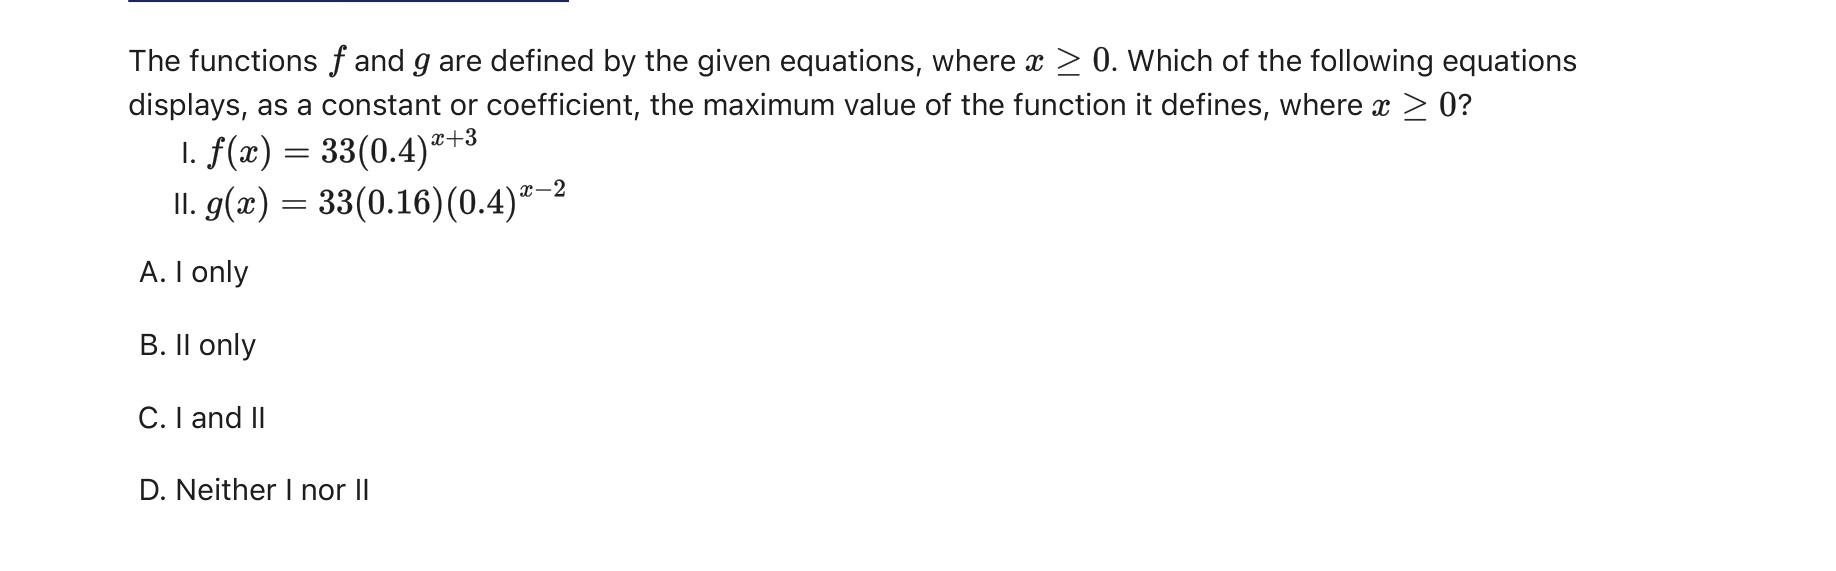 The functions f and g are defined by the given equations, where x ≥ 0. Which of the following equations
displays, as a constant or coefficient, the maximum value of the function it defines, where x ≥ 0?
I. f(x) = 33(0.4)^{x+3}
II. g(x) = 33(0.16)(0.4)^{x−2}
A. I only
B. II only
C. I and II
D. Neither I nor II